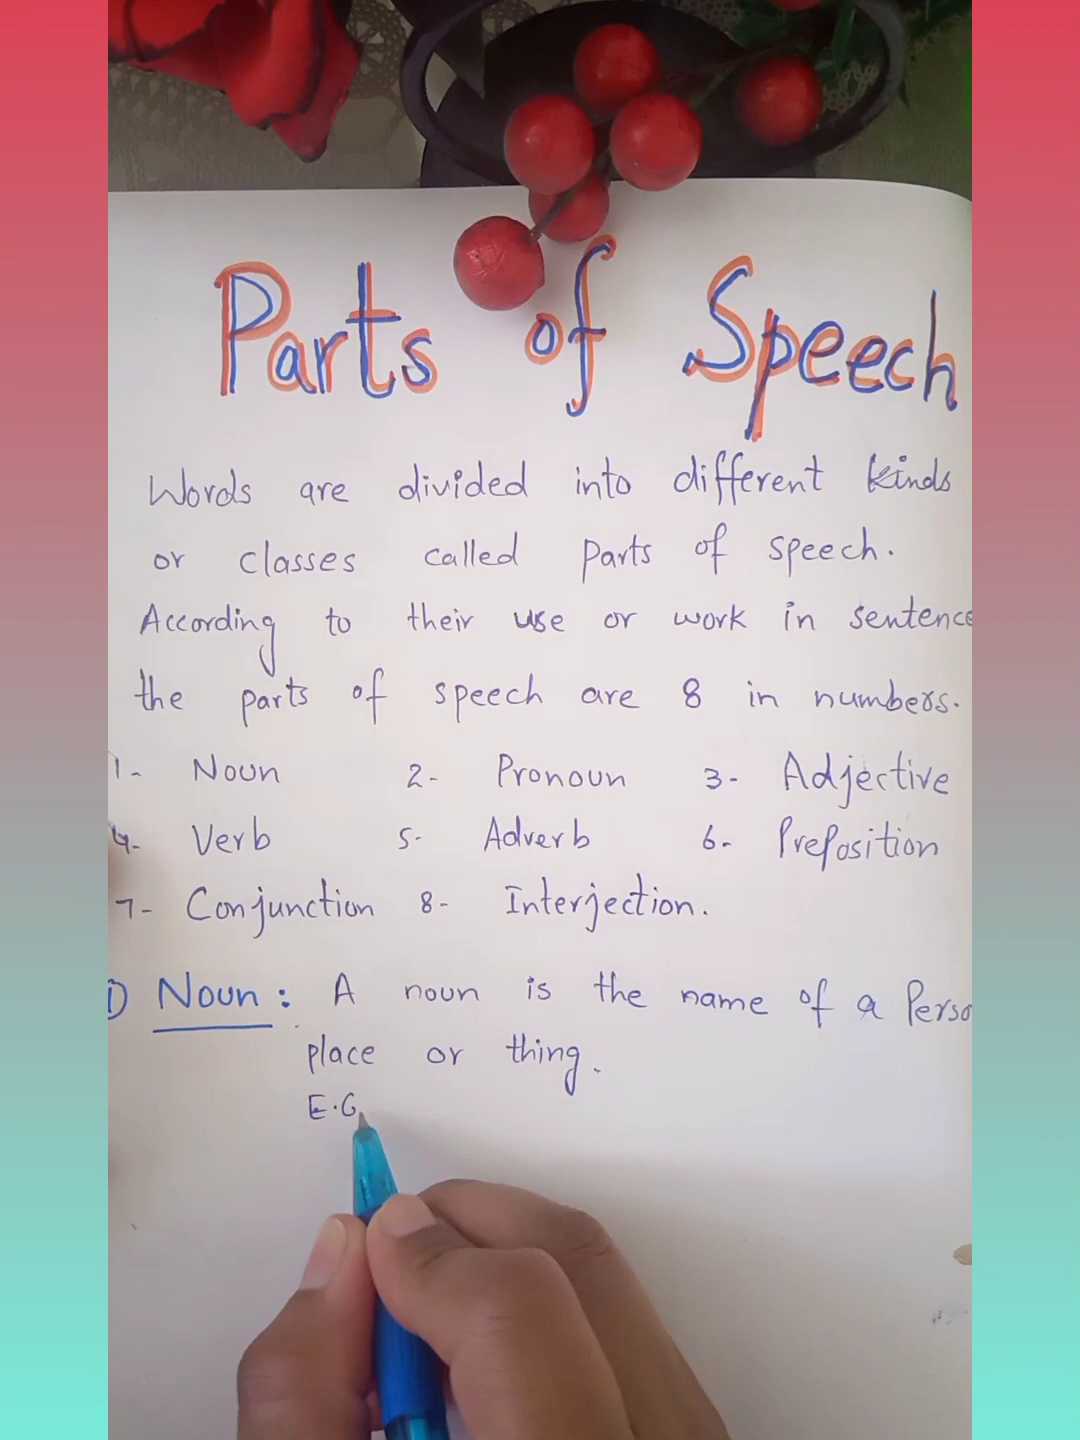 Parts of Speech
Words are divided into different kinds
or classes called parts of speech.
According to their use or work in sentence
the parts of speech are 8 in numbers.
1- Noun 2- Pronoun 3- Adjective
4- Verb 5- Adverb 6- Preposition
7- Conjunction 8- Interjection.
1) Noun: A noun is the name of a Perso
place or thing.
E.G